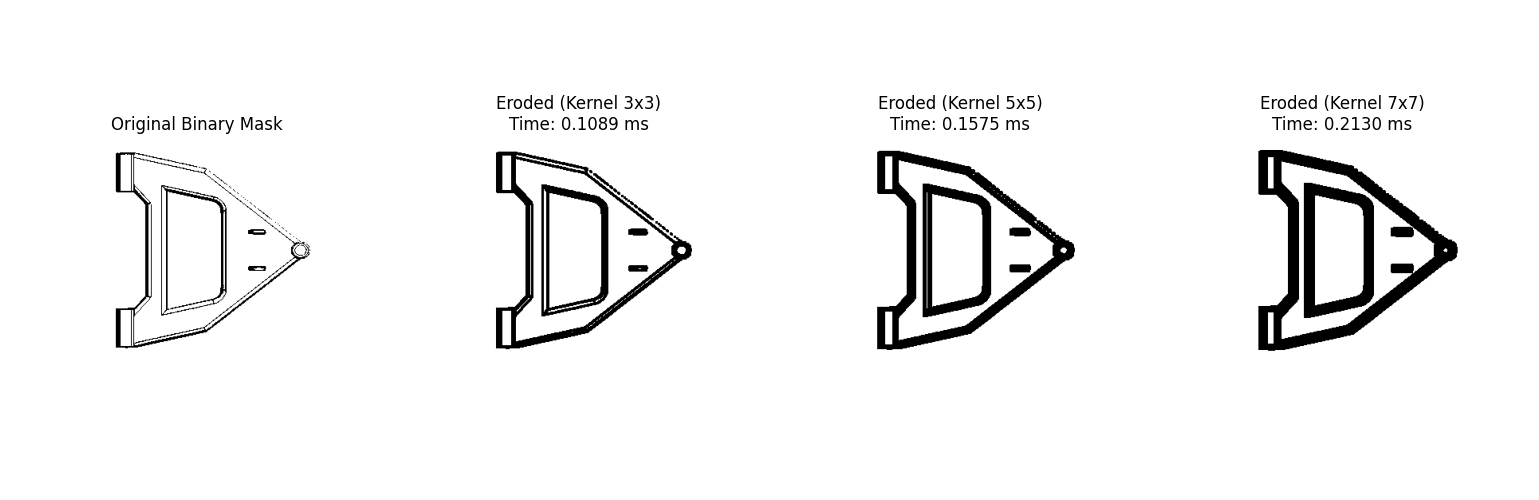 Original Binary Mask
Eroded (Kernel 3x3)
Time: 0.1089 ms
Eroded (Kernel 5x5)
Time: 0.1575 ms
Eroded (Kernel 7x7)
Time: 0.2130 ms